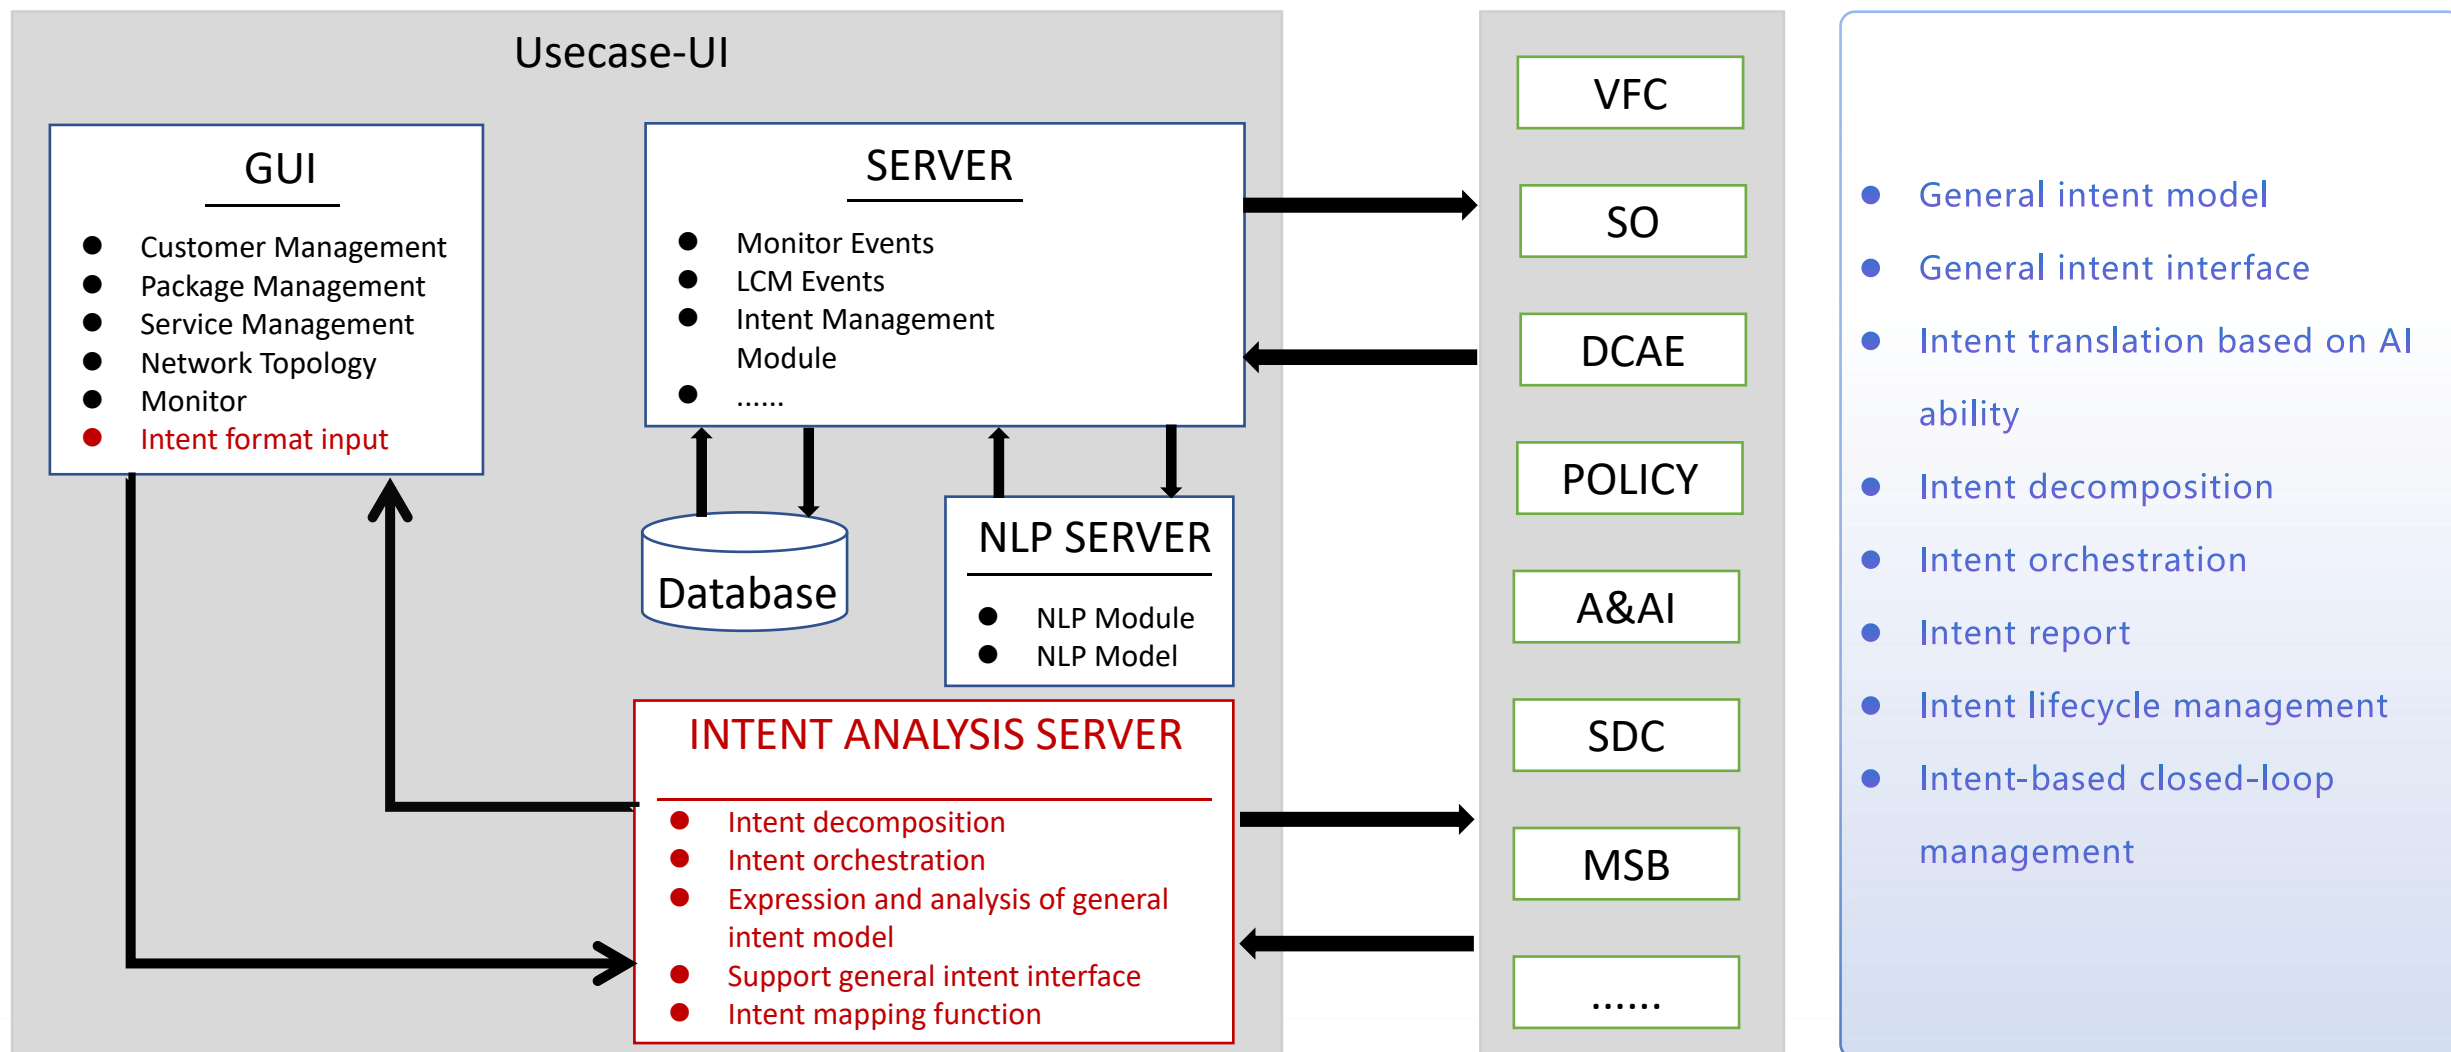 Usecase-UI
GUI
● Customer Management
● Package Management
● Service Management
● Network Topology
● Monitor
● Intent format input
SERVER
● Monitor Events
● LCM Events
● Intent Management
Module
● ......
Database
NLP SERVER
● NLP Module
● NLP Model
INTENT ANALYSIS SERVER
● Intent decomposition
● Intent orchestration
● Expression and analysis of general
intent model
● Support general intent interface
● Intent mapping function
VFC
SO
DCAE
POLICY
A&AI
SDC
MSB
......
● General intent model
● General intent interface
● Intent translation based on AI
ability
● Intent decomposition
● Intent orchestration
● Intent report
● Intent lifecycle management
● Intent-based closed-loop
management